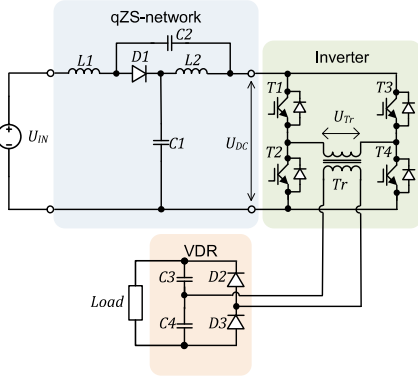 qZS-network
C2
Inverter
L1
D1
L2
T1
T3
U_Tr
U_IN
C1
U_DC
T2
T4
Tr
VDR
C3
D2
Load
C4
D3